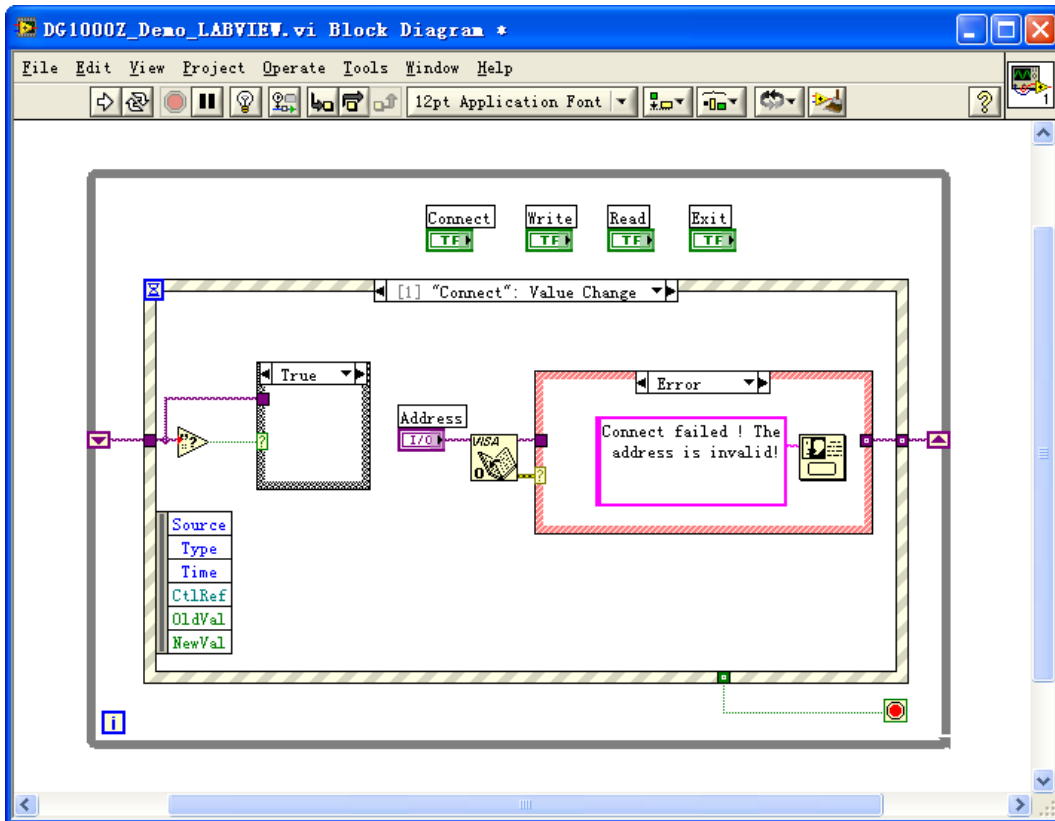 DG1000Z_Demo_LABVIEW.vi Block Diagram *
File Edit View Project Operate Tools Window Help
12pt Application Font
1
Connect Write Read Exit
TF TF TF TF
[1] "Connect": Value Change
True
Error
Address
I/O
VISA
Connect failed ! The
address is invalid!
"?
?
?
0
Source
Type
Time
CtlRef
OldVal
NewVal
i